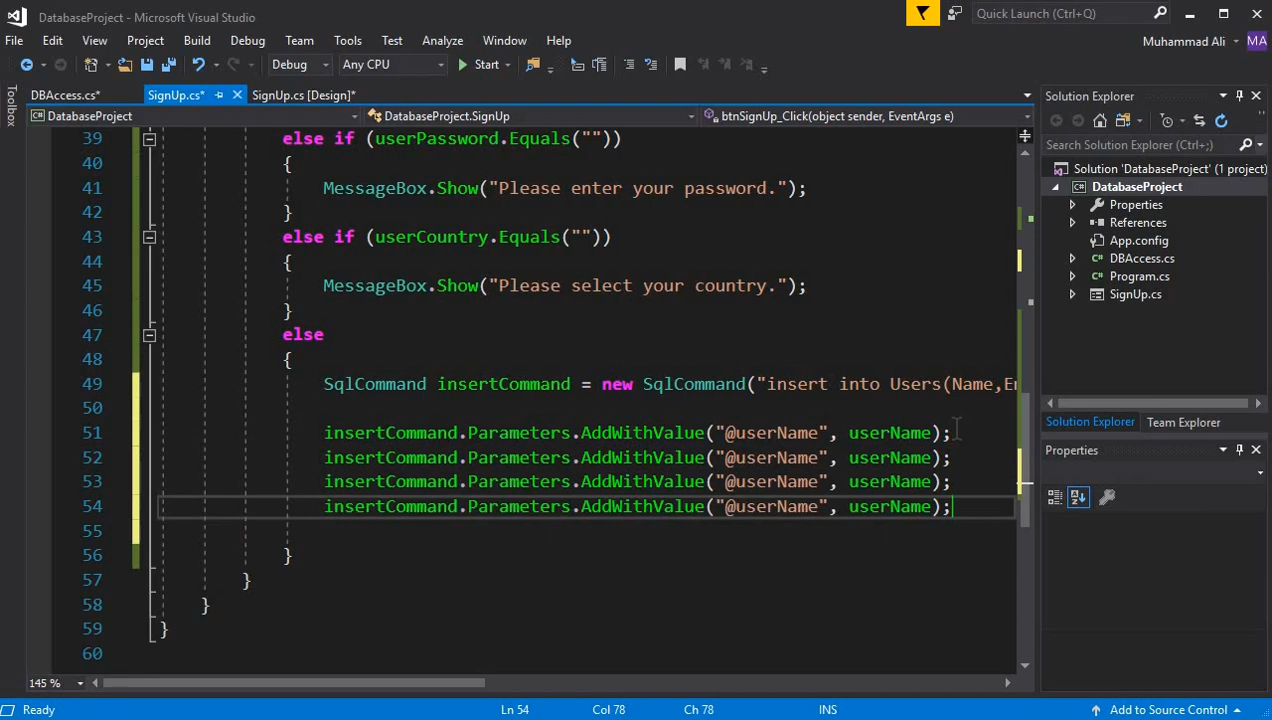 DatabaseProject - Microsoft Visual Studio
Quick Launch (Ctrl+Q)
File Edit View Project Build Debug Team Tools Test Analyze Window Help
Muhammad Ali MA
Debug Any CPU Start
Toolbox
DBAccess.cs* SignUp.cs* SignUp.cs [Design]*
DatabaseProject DatabaseProject.SignUp btnSignUp_Click(object sender, EventArgs e)
39 else if (userPassword.Equals(""))
40 {
41 MessageBox.Show("Please enter your password.");
42 }
43 else if (userCountry.Equals(""))
44 {
45 MessageBox.Show("Please select your country.");
46 }
47 else
48 {
49 SqlCommand insertCommand = new SqlCommand("insert into Users(Name,Em
50
51 insertCommand.Parameters.AddWithValue("@userName", userName);
52 insertCommand.Parameters.AddWithValue("@userName", userName);
53 insertCommand.Parameters.AddWithValue("@userName", userName);
54 insertCommand.Parameters.AddWithValue("@userName", userName);
55
56 }
57 }
58 }
59 }
60
145 %
Solution Explorer
Search Solution Explorer (Ctrl+;)
Solution 'DatabaseProject' (1 project)
DatabaseProject
Properties
References
App.config
DBAccess.cs
Program.cs
SignUp.cs
Solution Explorer Team Explorer
Properties
Ready Ln 54 Col 78 Ch 78 INS Add to Source Control